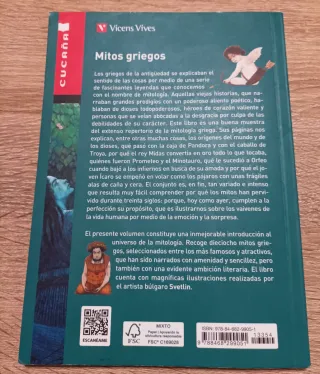 Vicens Vives
CUCAÑA
Mitos griegos
Los griegos de la antigüedad se explicaban el
sentido de las cosas por medio de una serie
de fascinantes leyendas que conocemos
con el nombre de mitología. Aquellas viejas historias, que na-
rraban grandes prodigios con un poderoso aliento poético, ha-
blaban de dioses todopoderosos, héroes de corazón valiente y
personas que se veían abocadas a la desgracia por culpa de las
debilidades de su carácter. Este libro es una buena muestra
del extenso repertorio de la mitología griega. Sus páginas nos
explican, entre otras muchas cosas, los orígenes del mundo y
de los dioses, qué pasó con la caja de Pandora y con el caballo de
Troya, por qué el rey Midas convertía en oro todo lo que tocaba,
quiénes fueron Prometeo y el Minotauro, qué le sucedió a Orfeo
cuando bajó a los infiernos en busca de su amada y por qué el jo-
ven Ícaro se empeñó en volar como los pájaros con unas frágiles
alas de caña y cera. El conjunto es, en fin, tan variado e intenso
que resulta muy fácil comprender por qué los mitos han pervi-
vido durante treinta siglos: porque, hoy como ayer, cumplen a la
perfección su propósito, que es ilustrarnos sobre los vaivenes de
la vida humana por medio de la emoción y la sorpresa.
El presente volumen constituye una inmejorable introducción al
universo de la mitología. Recoge dieciocho mitos grie-
gos, seleccionados entre los más famosos y atractivos,
que han sido narrados con amenidad y sencillez, pero
también con una evidente ambición literaria. El libro
cuenta con magníficas ilustraciones realizadas por
el artista búlgaro Svetlin.
ESCANÉAME
FSC
MIXTO